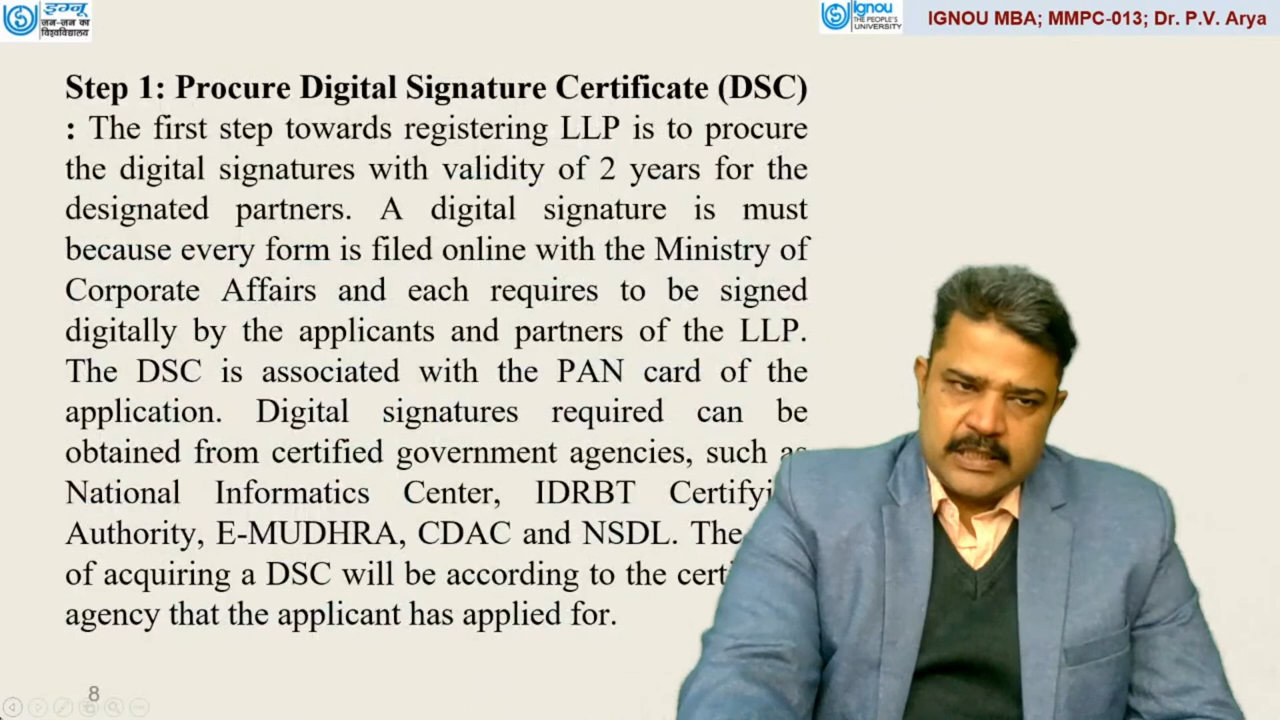 इग्नू
जन-जन का
विश्वविद्यालय
ignou
THE PEOPLE'S
UNIVERSITY
IGNOU MBA; MMPC-013; Dr. P.V. Arya
Step 1: Procure Digital Signature Certificate (DSC)
: The first step towards registering LLP is to procure
the digital signatures with validity of 2 years for the
designated partners. A digital signature is must
because every form is filed online with the Ministry of
Corporate Affairs and each requires to be signed
digitally by the applicants and partners of the LLP.
The DSC is associated with the PAN card of the
application. Digital signatures required can be
obtained from certified government agencies, such as
National Informatics Center, IDRBT
Authority, E-MUDHRA, CDAC and NSDL. The
of acquiring a DSC will be according to the
agency that the applicant has applied for.
8